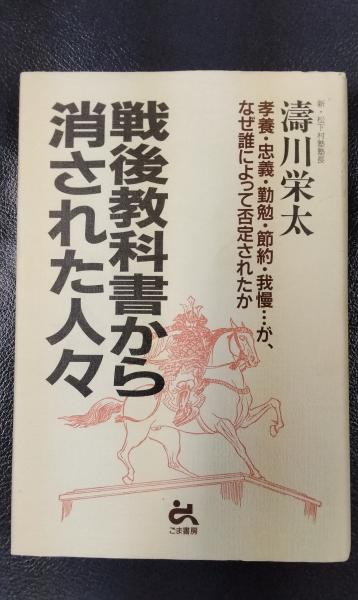 新・松下村塾塾長
濤川栄太
孝養・忠義・勤勉・節約・我慢…が、
なぜ誰によって否定されたか
戦後教科書から
消された人々
ごま書房